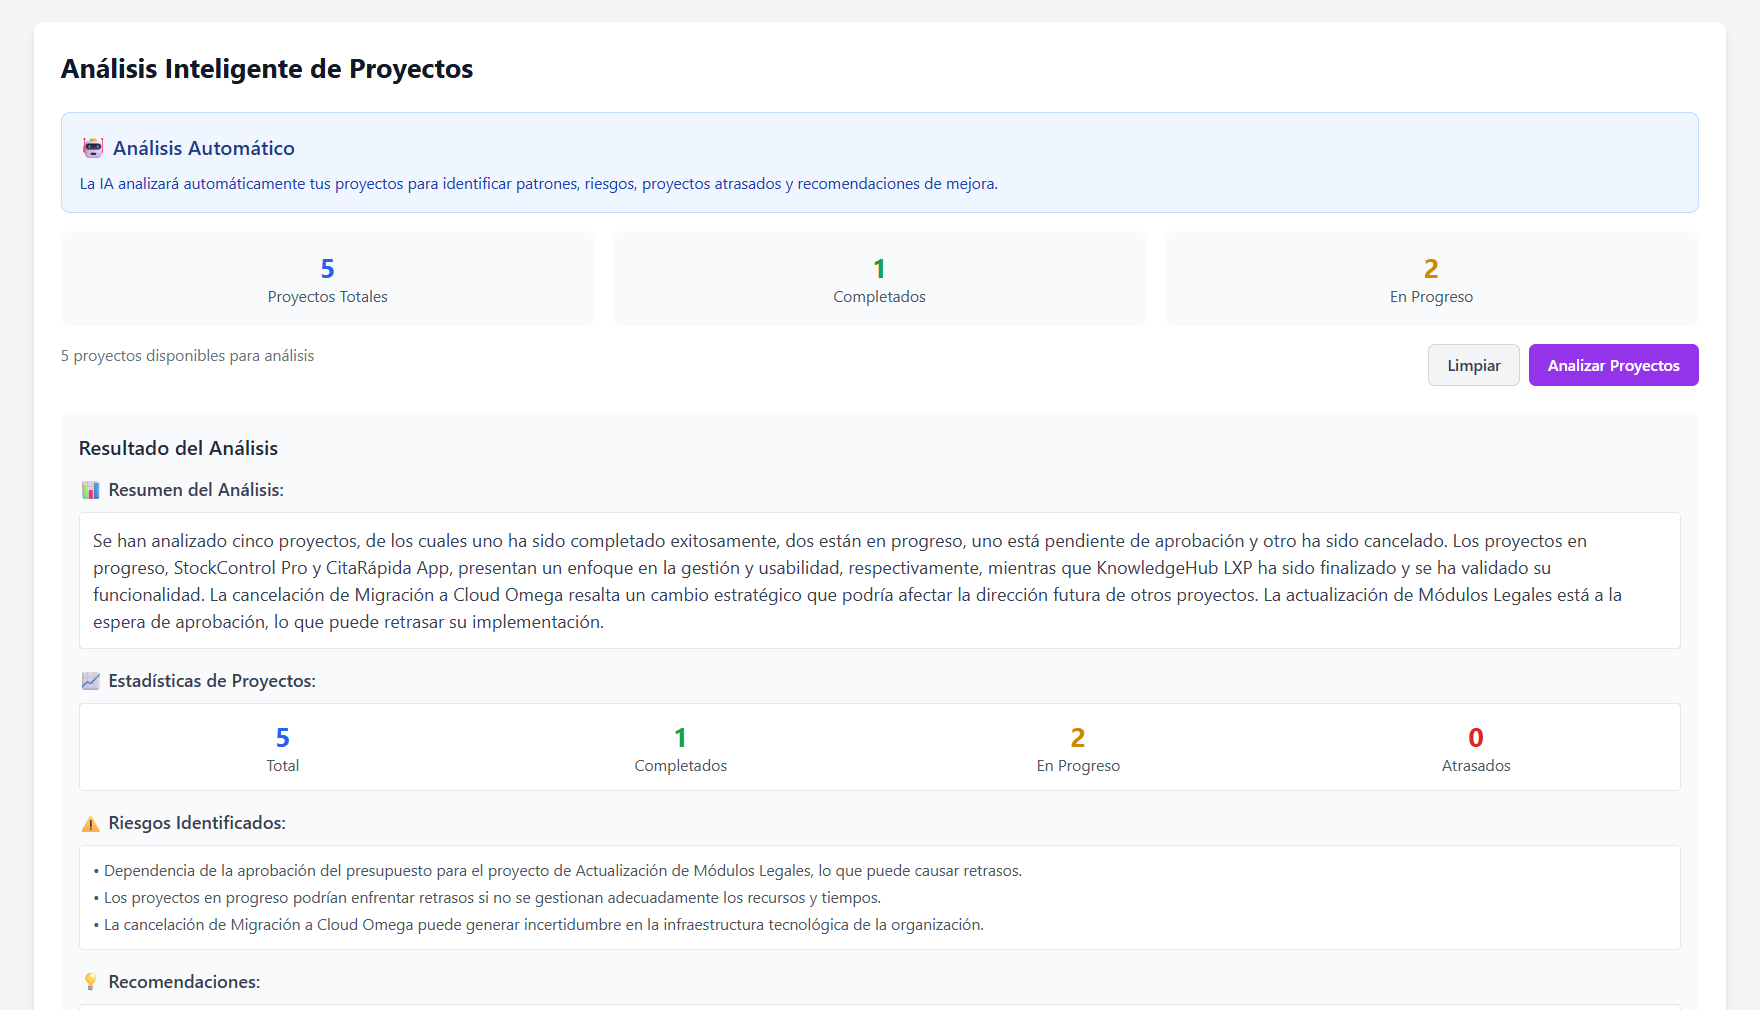 Análisis Inteligente de Proyectos
Análisis Automático
La IA analizará automáticamente tus proyectos para identificar patrones, riesgos, proyectos atrasados y recomendaciones de mejora.
5
Proyectos Totales
1
Completados
2
En Progreso
5 proyectos disponibles para análisis
Limpiar
Analizar Proyectos
Resultado del Análisis
Resumen del Análisis:
Se han analizado cinco proyectos, de los cuales uno ha sido completado exitosamente, dos están en progreso, uno está pendiente de aprobación y otro ha sido cancelado. Los proyectos en
progreso, StockControl Pro y CitaRápida App, presentan un enfoque en la gestión y usabilidad, respectivamente, mientras que KnowledgeHub LXP ha sido finalizado y se ha validado su
funcionalidad. La cancelación de Migración a Cloud Omega resalta un cambio estratégico que podría afectar la dirección futura de otros proyectos. La actualización de Módulos Legales está a la
espera de aprobación, lo que puede retrasar su implementación.
Estadísticas de Proyectos:
5
Total
1
Completados
2
En Progreso
0
Atrasados
Riesgos Identificados:
• Dependencia de la aprobación del presupuesto para el proyecto de Actualización de Módulos Legales, lo que puede causar retrasos.
• Los proyectos en progreso podrían enfrentar retrasos si no se gestionan adecuadamente los recursos y tiempos.
• La cancelación de Migración a Cloud Omega puede generar incertidumbre en la infraestructura tecnológica de la organización.
Recomendaciones: